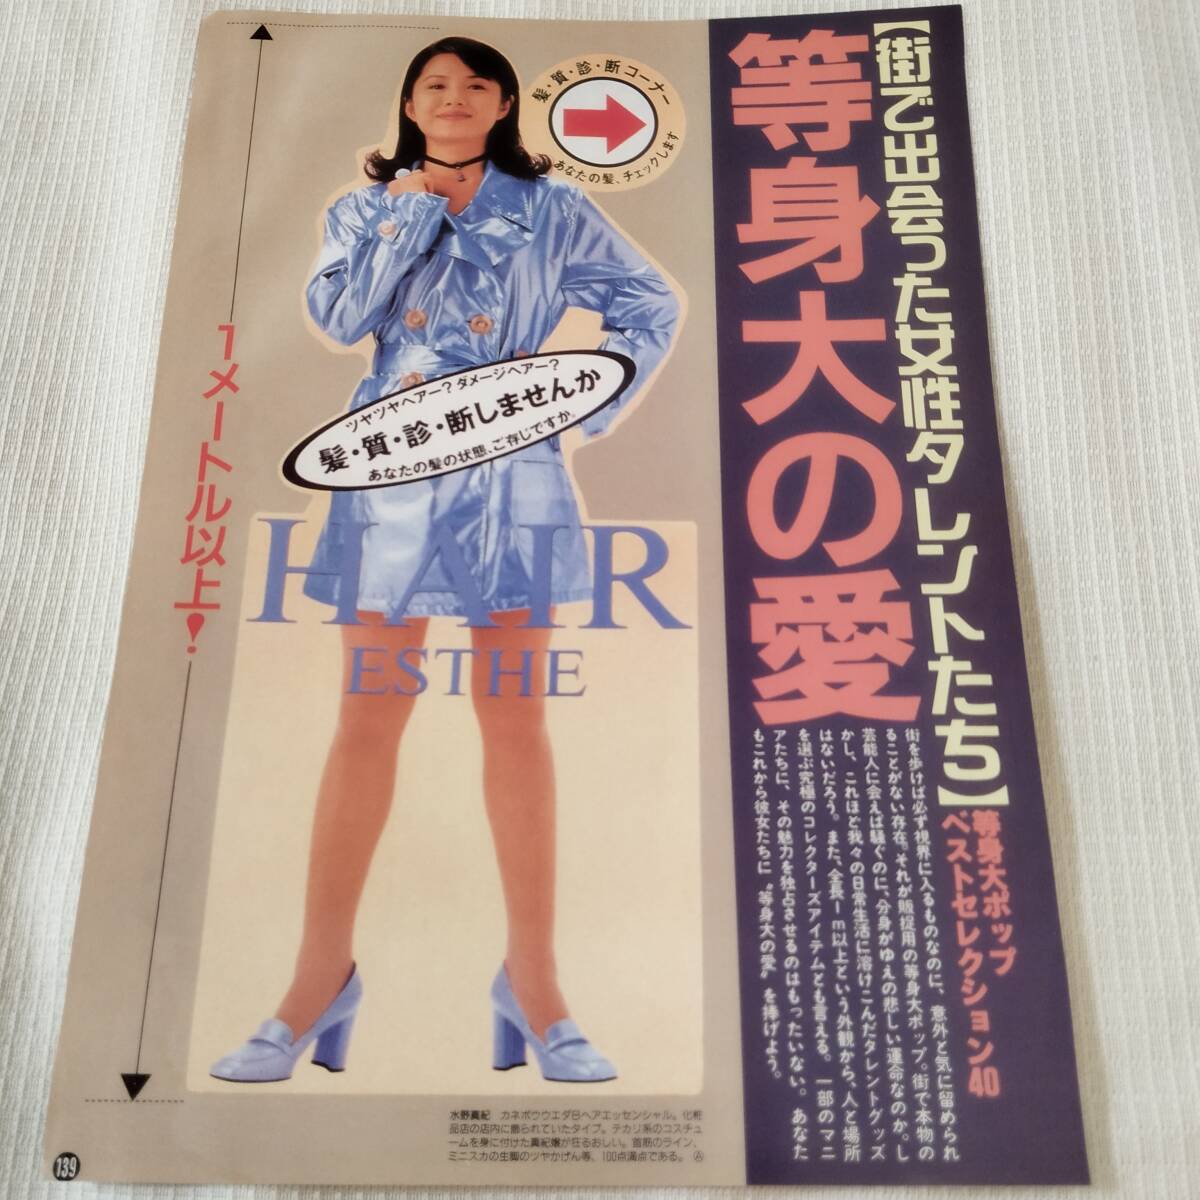 【街で出会った女性タレントたち】
等身大の愛
等身大ポップ
ベストセレクション40
街を歩けば必ず視界に入るものなのに、意外と気に留められ
ることがない存在。それが販促用の等身大ポップ。街で本物の
芸能人に会えば騒ぐのに、分身がゆえの悲しい運命なのか。し
かし、これほど我々の日常生活に溶けこんだタレントグッズ
はないだろう。また、全長1m以上という外観から、人と場所
を選ぶ究極のコレクターズアイテムとも言える。一部のマニ
アたちに、その魅力を独占させるのはもったいない。あなた
もこれから彼女たちに〝等身大の愛〟を捧げよう。
髪・質・診・断コーナー
あなたの髪、チェックします
1メートル以上!
ツヤツヤヘアー?ダメージヘアー?
髪・質・診・断しませんか
あなたの髪の状態、ご存じですか。
HAIR
ESTHE
水野真紀 カネボウウエダ日ヘアエッセンシャル。化粧
品店の店内に飾られていたタイプ。テカリ系のコスチュ
ームを身に付けた真紀嬢が狂るおしい。首筋のライン、
ミニスカの生脚のツヤかげん等、100点満点である。Ⓐ
139